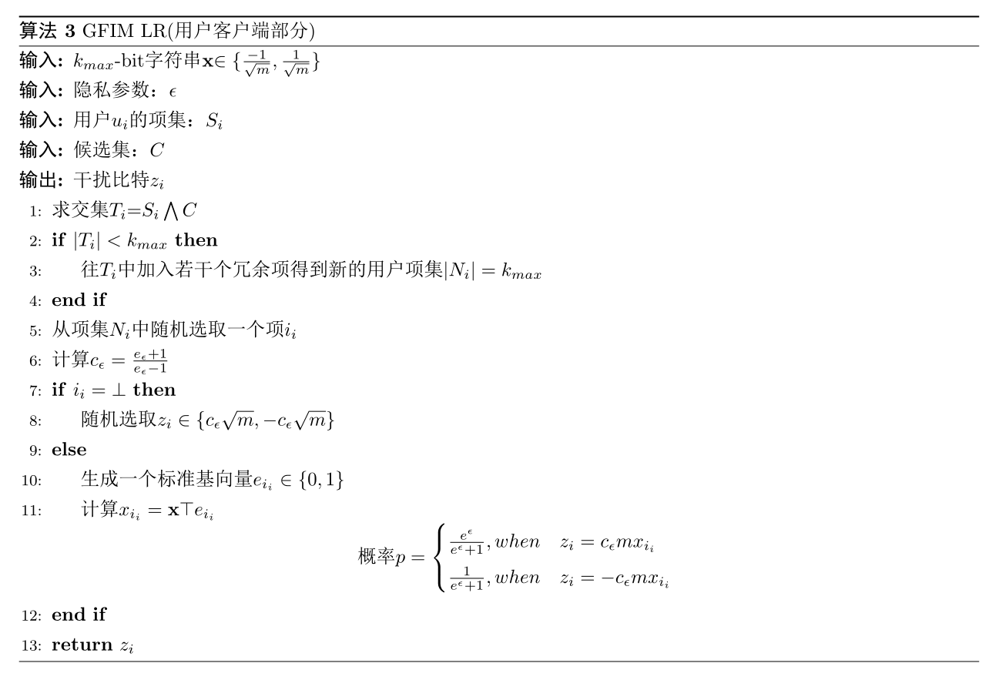 算法 3 GFIM LR(用户客户端部分)
输入: $k_{max}$-bit字符串$\mathbf{x}\in \{\frac{-1}{\sqrt{m}}, \frac{1}{\sqrt{m}}\}$
输入: 隐私参数：$\epsilon$
输入: 用户$u_i$的项集：$S_i$
输入: 候选集：$C$
输出: 干扰比特$z_i$
1: 求交集$T_i$=$S_i \bigwedge C$
2: if $|T_i| < k_{max}$ then
3: 往$T_i$中加入若干个冗余项得到新的用户项集$|N_i| = k_{max}$
4: end if
5: 从项集$N_i$中随机选取一个项$i_i$
6: 计算$c_\epsilon = \frac{e_\epsilon+1}{e_\epsilon-1}$
7: if $i_i = \bot$ then
8: 随机选取$z_i \in \{c_\epsilon\sqrt{m}, -c_\epsilon\sqrt{m}\}$
9: else
10: 生成一个标准基向量$e_{i_i} \in \{0, 1\}$
11: 计算$x_{i_i} = \mathbf{x}\top e_{i_i}$
概率$p = \begin{cases} \frac{e^\epsilon}{e^\epsilon+1}, when \quad z_i = c_\epsilon m x_{i_i} \\ \frac{1}{e^\epsilon+1}, when \quad z_i = -c_\epsilon m x_{i_i} \end{cases}$
12: end if
13: return $z_i$